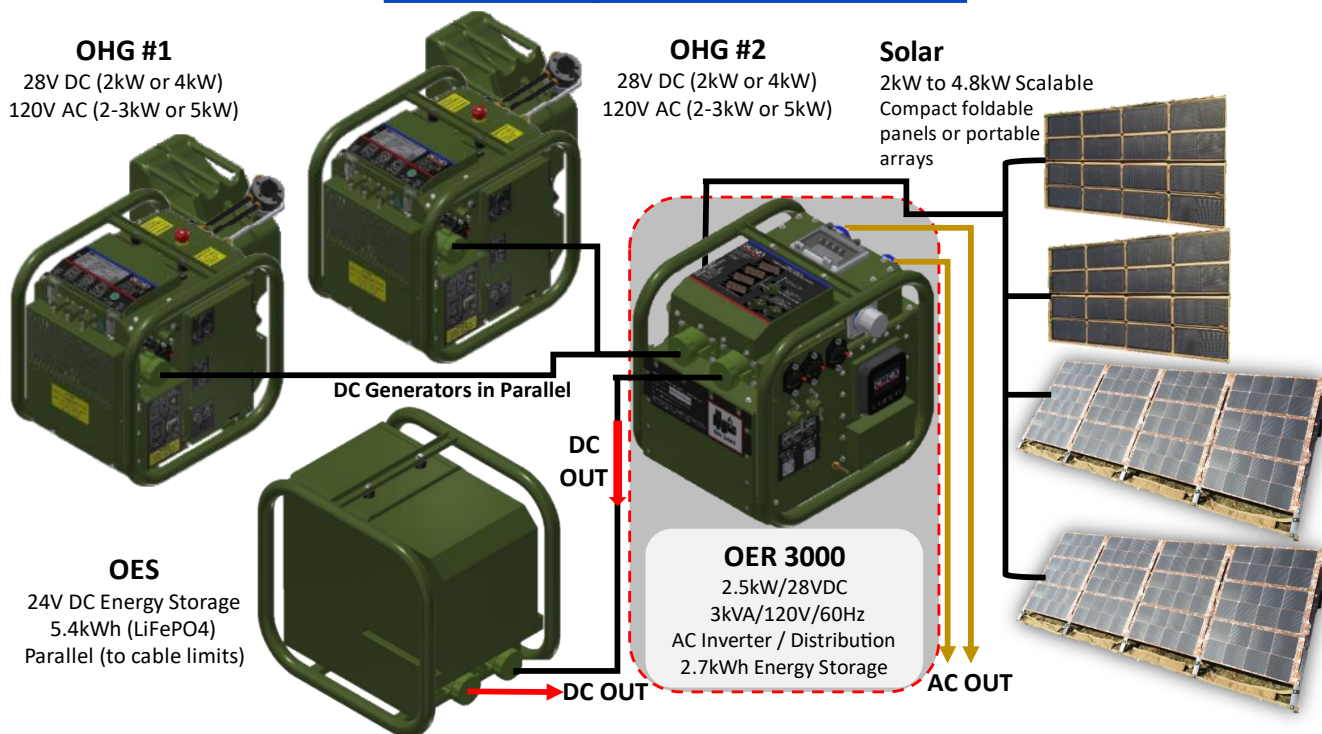 OHG #1
28V DC (2kW or 4kW)
120V AC (2-3kW or 5kW)
OHG #2
28V DC (2kW or 4kW)
120V AC (2-3kW or 5kW)
Solar
2kW to 4.8kW Scalable
Compact foldable
panels or portable
arrays
DC Generators in Parallel
DC
OUT
OES
24V DC Energy Storage
5.4kWh (LiFePO4)
Parallel (to cable limits)
DC OUT
OER 3000
2.5kW/28VDC
3kVA/120V/60Hz
AC Inverter / Distribution
2.7kWh Energy Storage
AC OUT